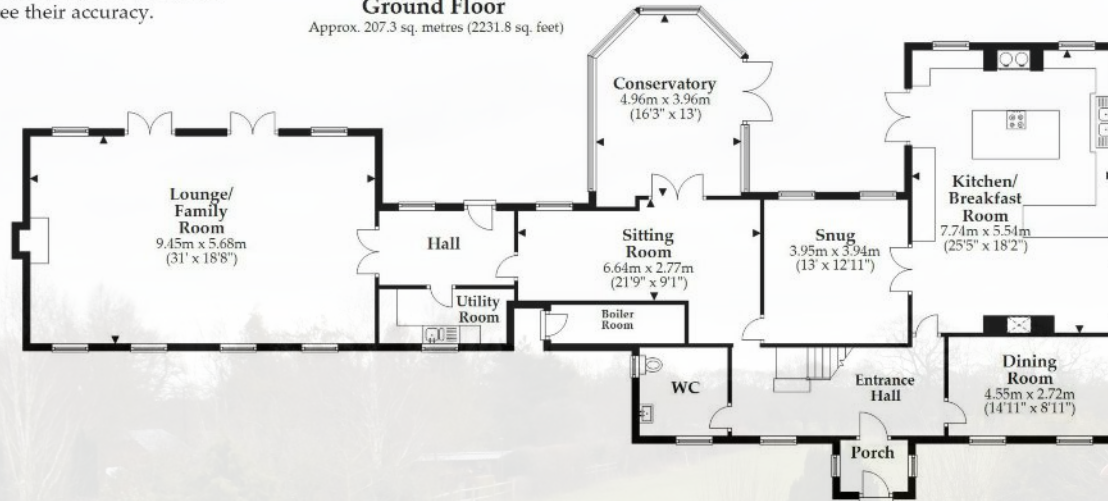 ee their accuracy.
Ground Floor
Approx. 207.3 sq. metres (2231.8 sq. feet)
Conservatory
4.96m x 3.96m
(16'3" x 13')
Lounge/
Family
Room
9.45m x 5.68m
(31' x 18'8")
Hall
Utility
Room
Sitting
Room
6.64m x 2.77m
(21'9" x 9'1")
Boiler
Room
Snug
3.95m x 3.94m
(13' x 12'11")
Kitchen/
Breakfast
Room
7.74m x 5.54m
(25'5" x 18'2")
WC
Entrance
Hall
Dining
Room
4.55m x 2.72m
(14'11" x 8'11")
Porch